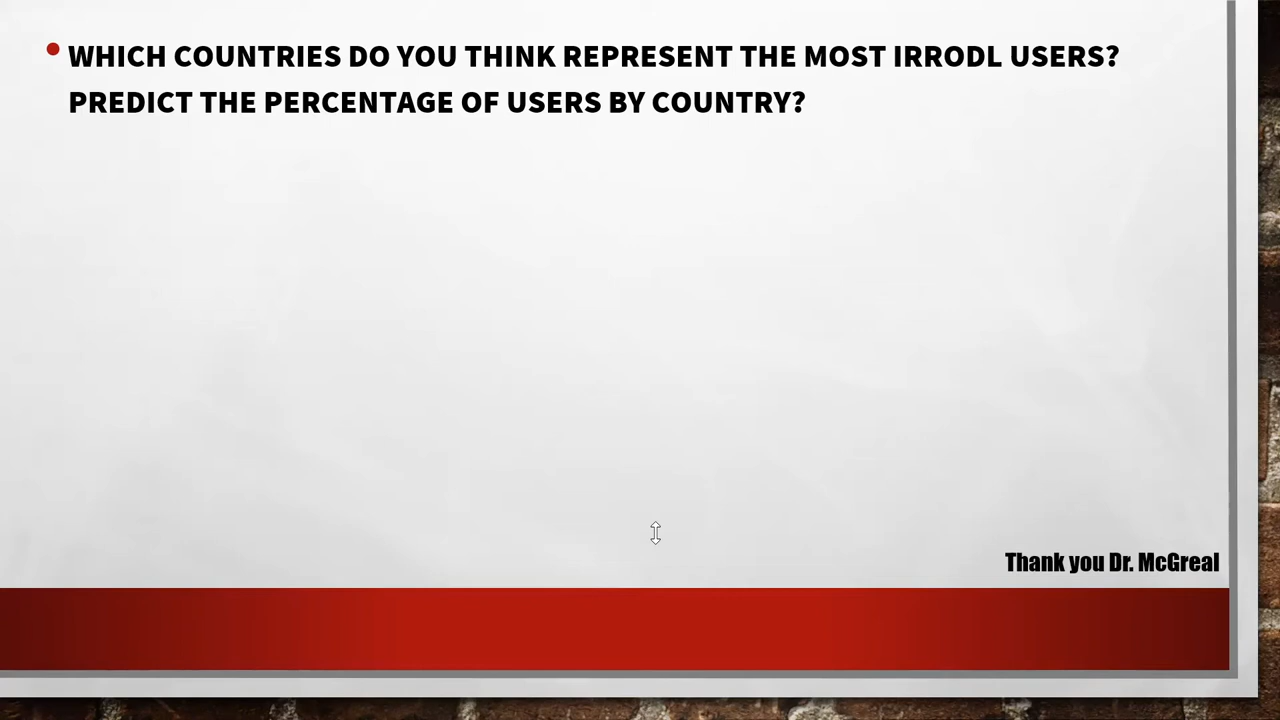 WHICH COUNTRIES DO YOU THINK REPRESENT THE MOST IRRODL USERS?
PREDICT THE PERCENTAGE OF USERS BY COUNTRY?
Thank you Dr. McGreal